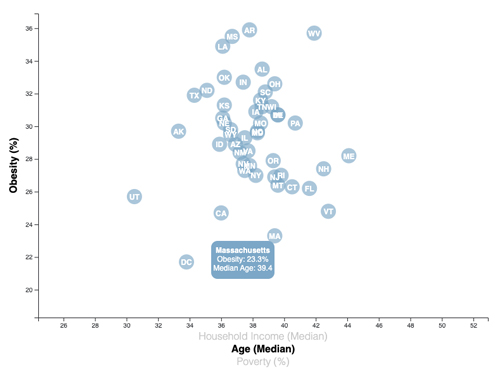 36
34
32
30
28
26
24
22
20
Obesity (%)
AR
MS
WV
LA
AL
OK
IN
OH
ND
TX
SC
KY
KS
TN WI
IA
GA
PA
NE
MO
SD
AK
WY
IL
ID
AZ
VA
ME
OR
NH
WA
NY
NJ
RI
MT
CT
FL
UT
CA
VT
MA
DC
Massachusetts
Obesity: 23.3%
Median Age: 39.4
26 28 30 32 34 36 38 40 42 44 46 48 50 52
Household Income (Median)
Age (Median)
Poverty (%)